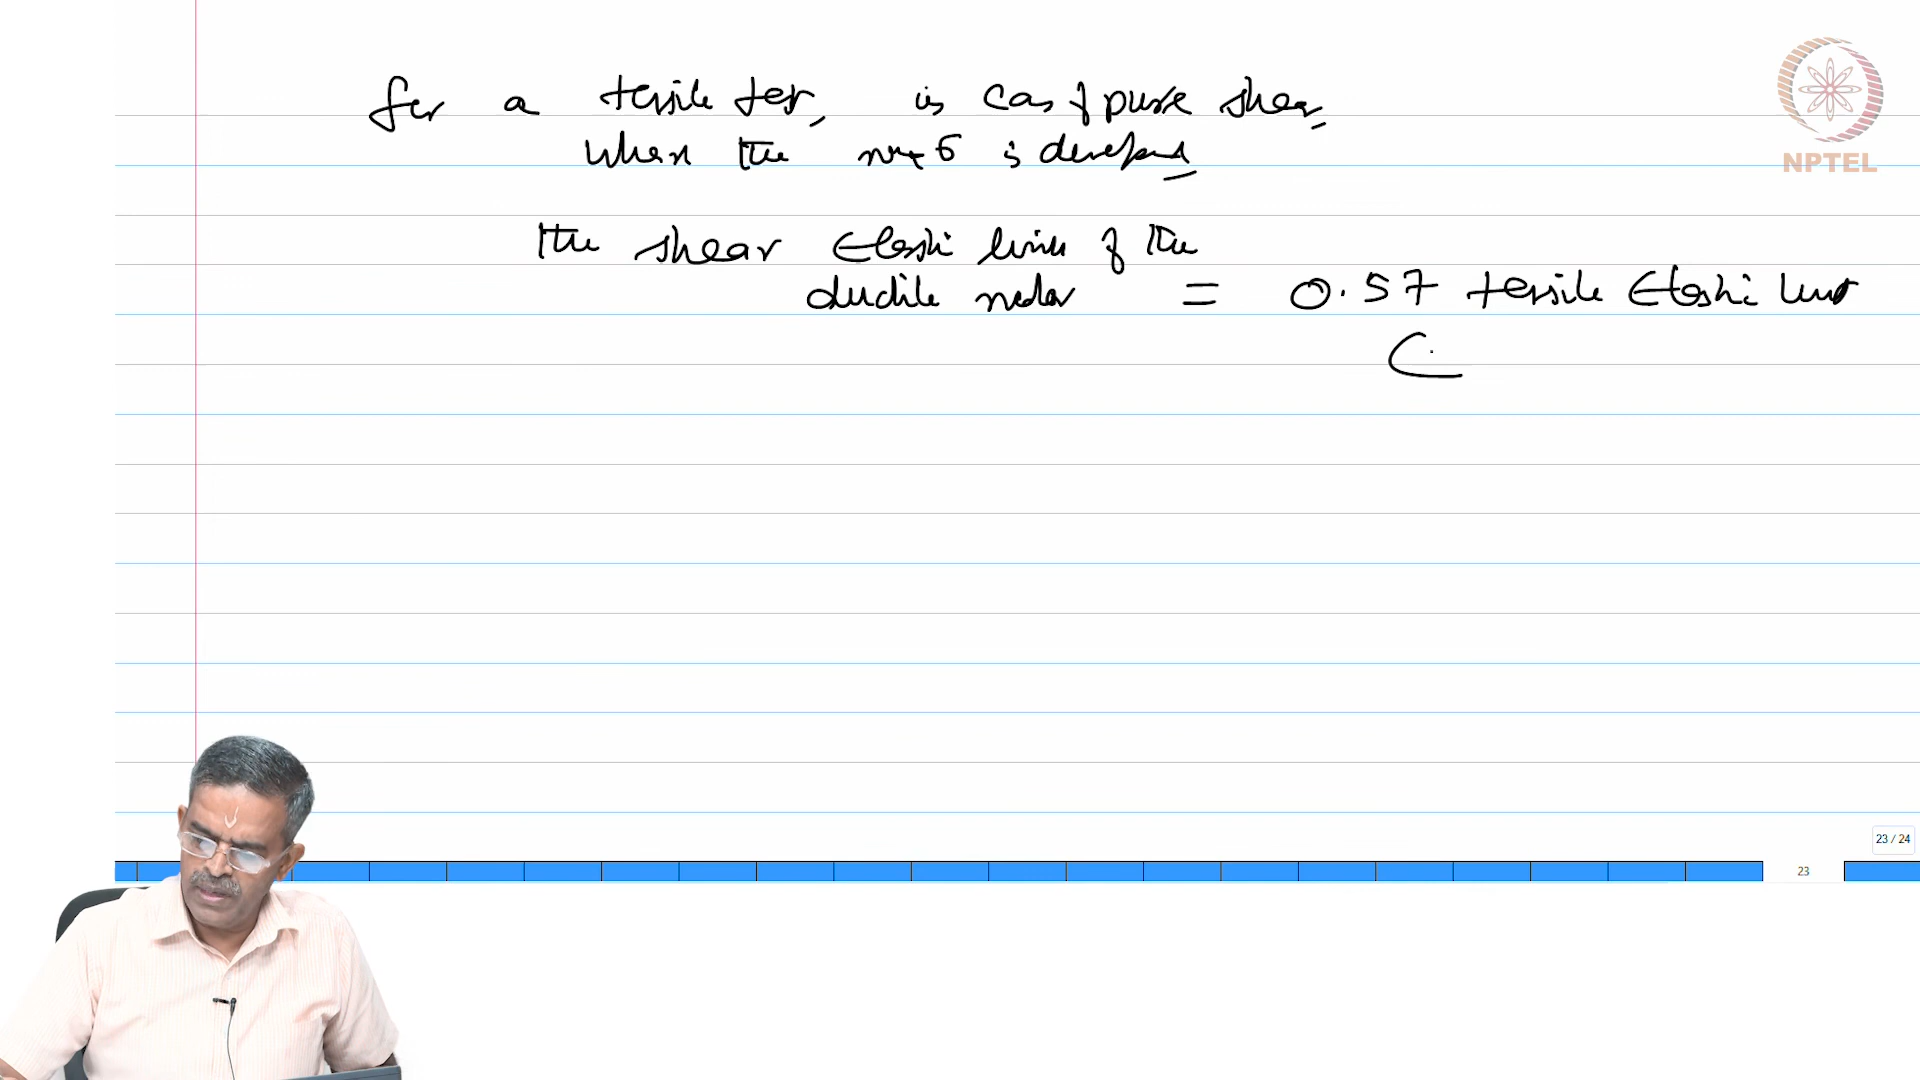 for a tensile test, in case of pure shear,
when the max σ is developed
the shear Elastic limit of the
ductile
= 0.57 tensile Elastic limit
(
NPTEL
23 / 24
23